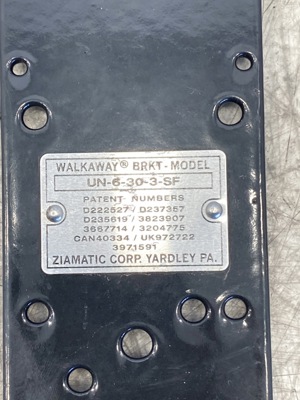 WALKAWAY® BRKT-MODEL
UN-6-30-3-SF
PATENT NUMBERS
D222527 / D237357
D235619 / 3823907
3667714 / 3204775
CAN40334 / UK972722
3971591
ZIAMATIC CORP. YARDLEY PA.